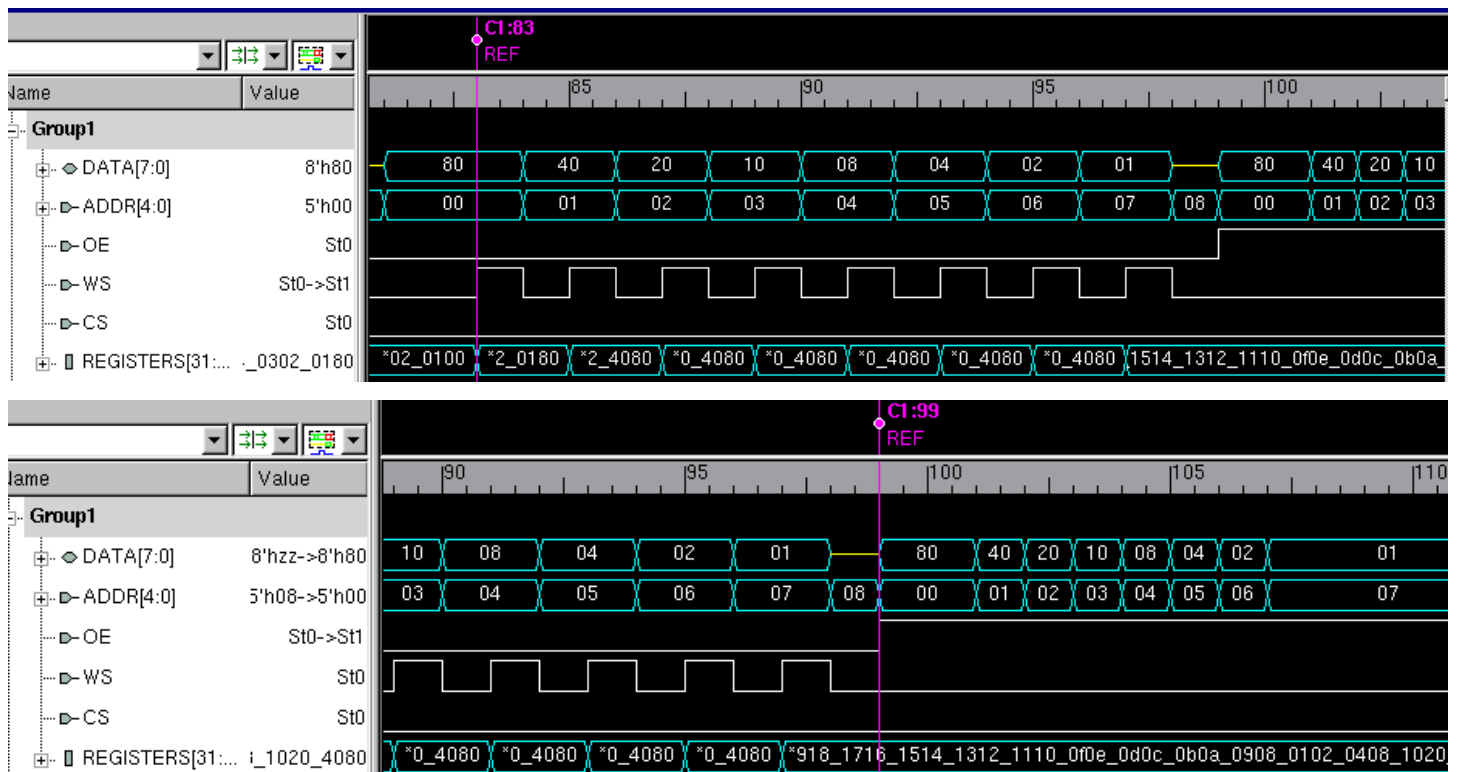 C1:83
REF
Name Value 85 90 95 100
Group1
DATA[7:0] 8'h80 80 40 20 10 08 04 02 01 80 40 20 10
ADDR[4:0] 5'h00 00 01 02 03 04 05 06 07 08 00 01 02 03
OE St0
WS St0->St1
CS St0
REGISTERS[31:... ._0302_0180 *02_0100 *2_0180 *2_4080 *0_4080 *0_4080 *0_4080 *0_4080 *0_4080 1514_1312_1110_0f0e_0d0c_0b0a_
C1:99
REF
Name Value 90 95 100 105 110
Group1
DATA[7:0] 8'hzz->8'h80 10 08 04 02 01 80 40 20 10 08 04 02 01
ADDR[4:0] 5'h08->5'h00 03 04 05 06 07 08 00 01 02 03 04 05 06 07
OE St0->St1
WS St0
CS St0
REGISTERS[31:... _1020_4080 *0_4080 *0_4080 *0_4080 *0_4080 *918_1716_1514_1312_1110_0f0e_0d0c_0b0a_0908_0102_0408_1020_